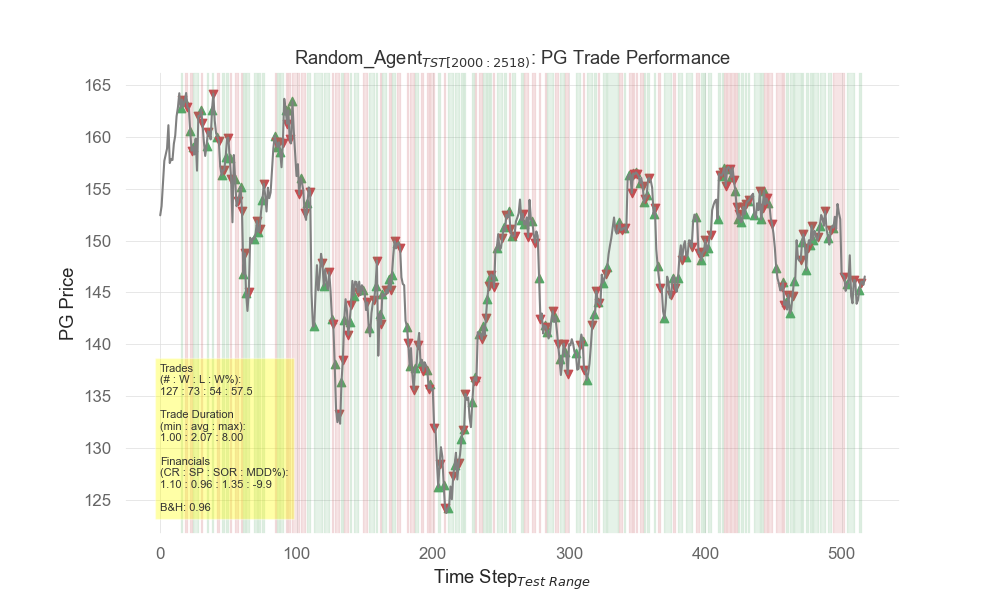 Random_Agent_TST[2000 : 2518): PG Trade Performance
165
160
155
150
145
140
135
130
125
PG Price
Trades
(# : W : L : W%):
127 : 73 : 54 : 57.5
Trade Duration
(min : avg : max):
1.00 : 2.07 : 8.00
Financials
(CR : SP : SOR : MDD%):
1.10 : 0.96 : 1.35 : -9.9
B&H: 0.96
0 100 200 300 400 500
Time Step_Test Range